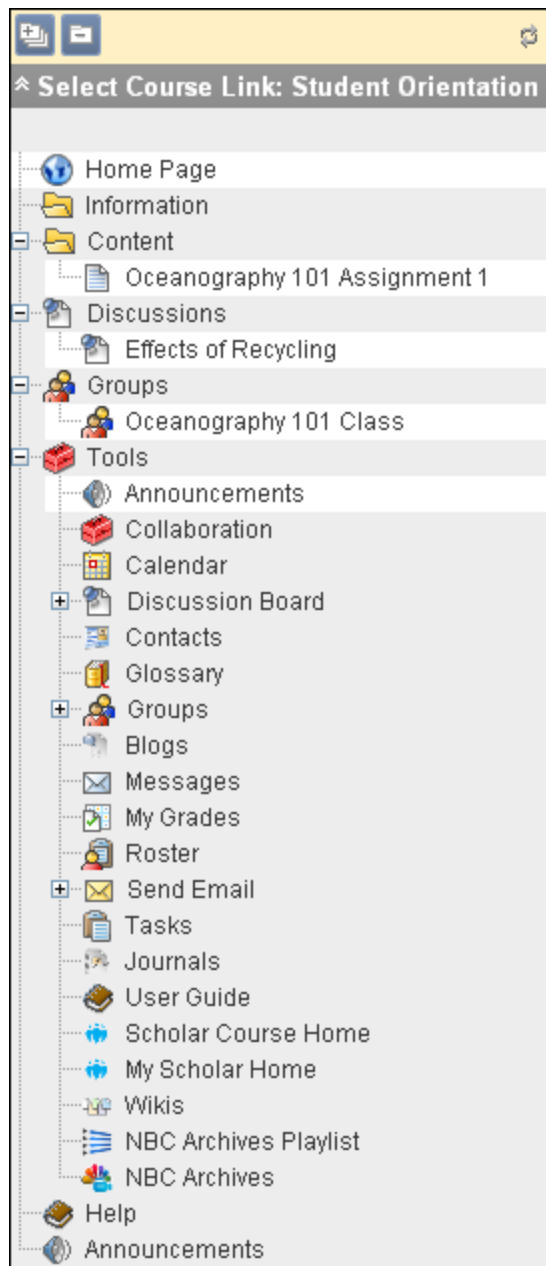 Select Course Link: Student Orientation
Home Page
Information
Content
Oceanography 101 Assignment 1
Discussions
Effects of Recycling
Groups
Oceanography 101 Class
Tools
Announcements
Collaboration
Calendar
Discussion Board
Contacts
Glossary
Groups
Blogs
Messages
My Grades
Roster
Send Email
Tasks
Journals
User Guide
Scholar Course Home
My Scholar Home
Wikis
NBC Archives Playlist
NBC Archives
Help
Announcements